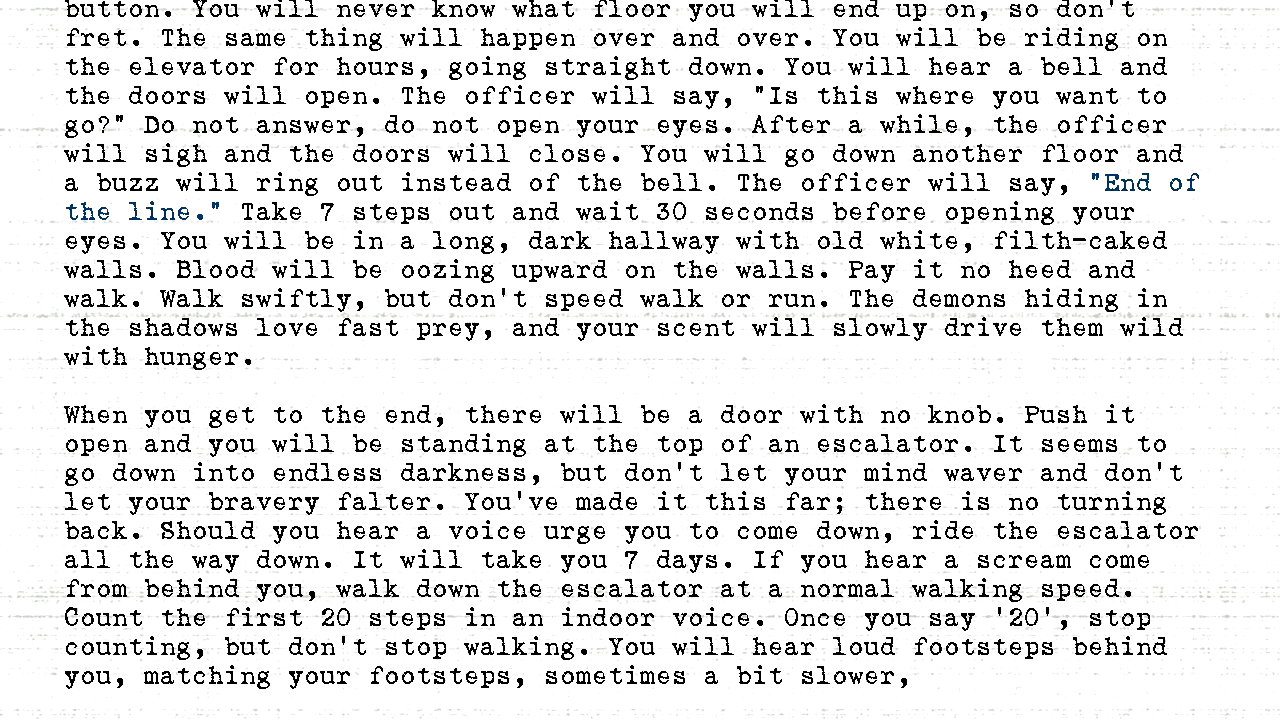 button. You will never know what floor you will end up on, so don't
fret. The same thing will happen over and over. You will be riding on
the elevator for hours, going straight down. You will hear a bell and
the doors will open. The officer will say, "Is this where you want to
go?" Do not answer, do not open your eyes. After a while, the officer
will sigh and the doors will close. You will go down another floor and
a buzz will ring out instead of the bell. The officer will say, "End of
the line." Take 7 steps out and wait 30 seconds before opening your
eyes. You will be in a long, dark hallway with old white, filth-caked
walls. Blood will be oozing upward on the walls. Pay it no heed and
walk. Walk swiftly, but don't speed walk or run. The demons hiding in
the shadows love fast prey, and your scent will slowly drive them wild
with hunger.

When you get to the end, there will be a door with no knob. Push it
open and you will be standing at the top of an escalator. It seems to
go down into endless darkness, but don't let your mind waver and don't
let your bravery falter. You've made it this far; there is no turning
back. Should you hear a voice urge you to come down, ride the escalator
all the way down. It will take you 7 days. If you hear a scream come
from behind you, walk down the escalator at a normal walking speed.
Count the first 20 steps in an indoor voice. Once you say '20', stop
counting, but don't stop walking. You will hear loud footsteps behind
you, matching your footsteps, sometimes a bit slower,